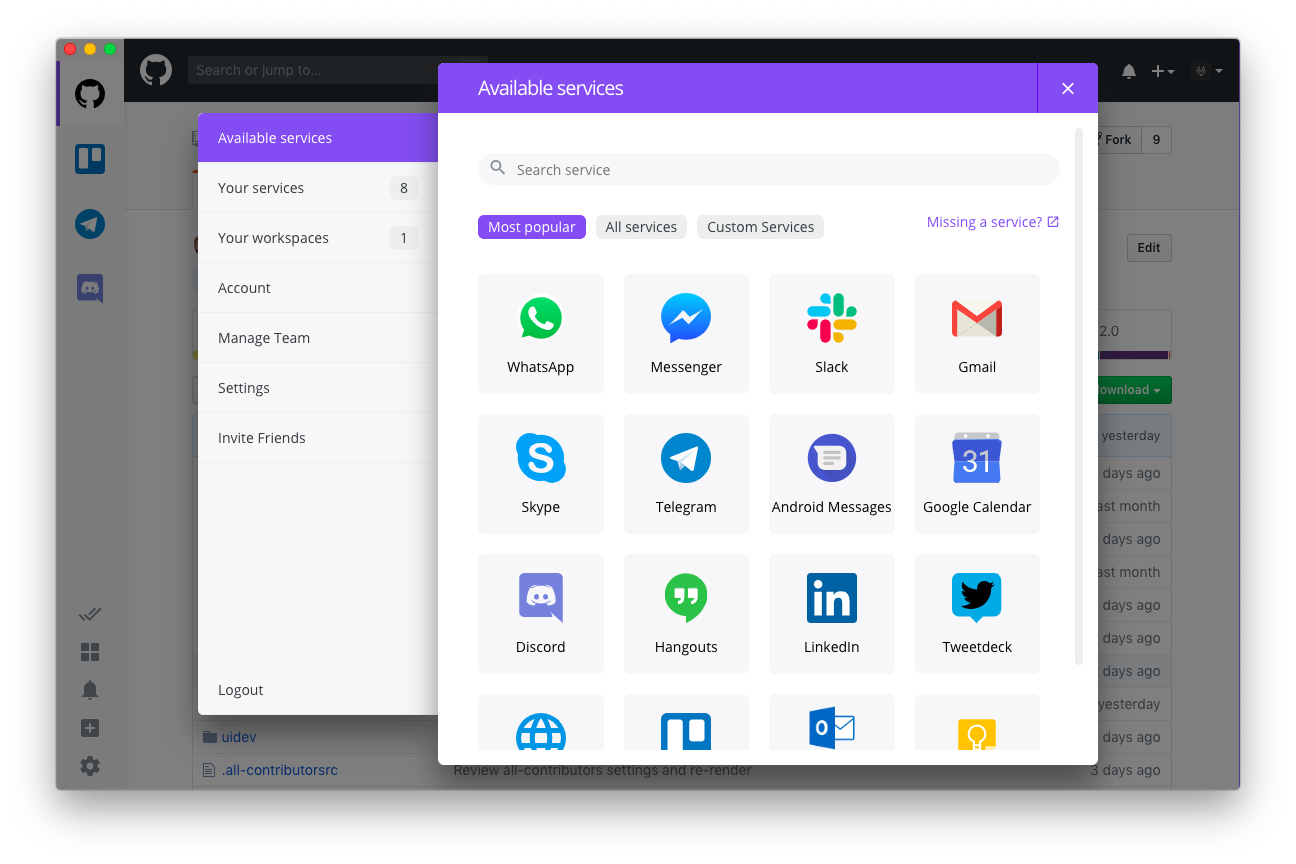 Search or jump to...
Available services
Available services
Your services 8
Your workspaces 1
Account
Manage Team
Settings
Invite Friends
Logout
Search service
Most popular All services Custom Services Missing a service?
WhatsApp Messenger Slack Gmail
31
Skype Telegram Android Messages Google Calendar
in
Discord Hangouts LinkedIn Tweetdeck
Fork 9
Edit
2.0
yesterday
days ago
month
days ago
month
days ago
days ago
days ago
yesterday
uidev days ago
.all-contributorsrc Review all-contributors settings and re-render 3 days ago